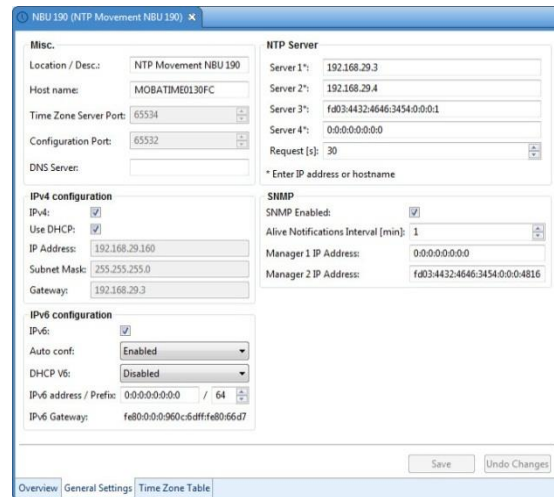 NBU 190 (NTP Movement NBU 190)
Misc.
Location / Desc.: NTP Movement NBU 190
Host name: MOBATIME0130FC
Time Zone Server Port: 65534
Configuration Port: 65532
DNS Server:
IPv4 configuration
IPv4:
Use DHCP:
IP Address: 192.168.29.160
Subnet Mask: 255.255.255.0
Gateway: 192.168.29.3
IPv6 configuration
IPv6:
Auto conf: Enabled
DHCP V6: Disabled
IPv6 address / Prefix: 0:0:0:0:0:0:0:0 / 64
IPv6 Gateway: fe80:0:0:0:960c:6dff:fe80:66d7
NTP Server
Server 1*: 192.168.29.3
Server 2*: 192.168.29.4
Server 3*: fd03:4432:4646:3454:0:0:0:1
Server 4*: 0:0:0:0:0:0:0:0
Request [s]: 30
* Enter IP address or hostname
SNMP
SNMP Enabled:
Alive Notifications Interval [min]: 1
Manager 1 IP Address: 0:0:0:0:0:0:0:0
Manager 2 IP Address: fd03:4432:4646:3454:0:0:0:4816
Save Undo Changes
Overview General Settings Time Zone Table